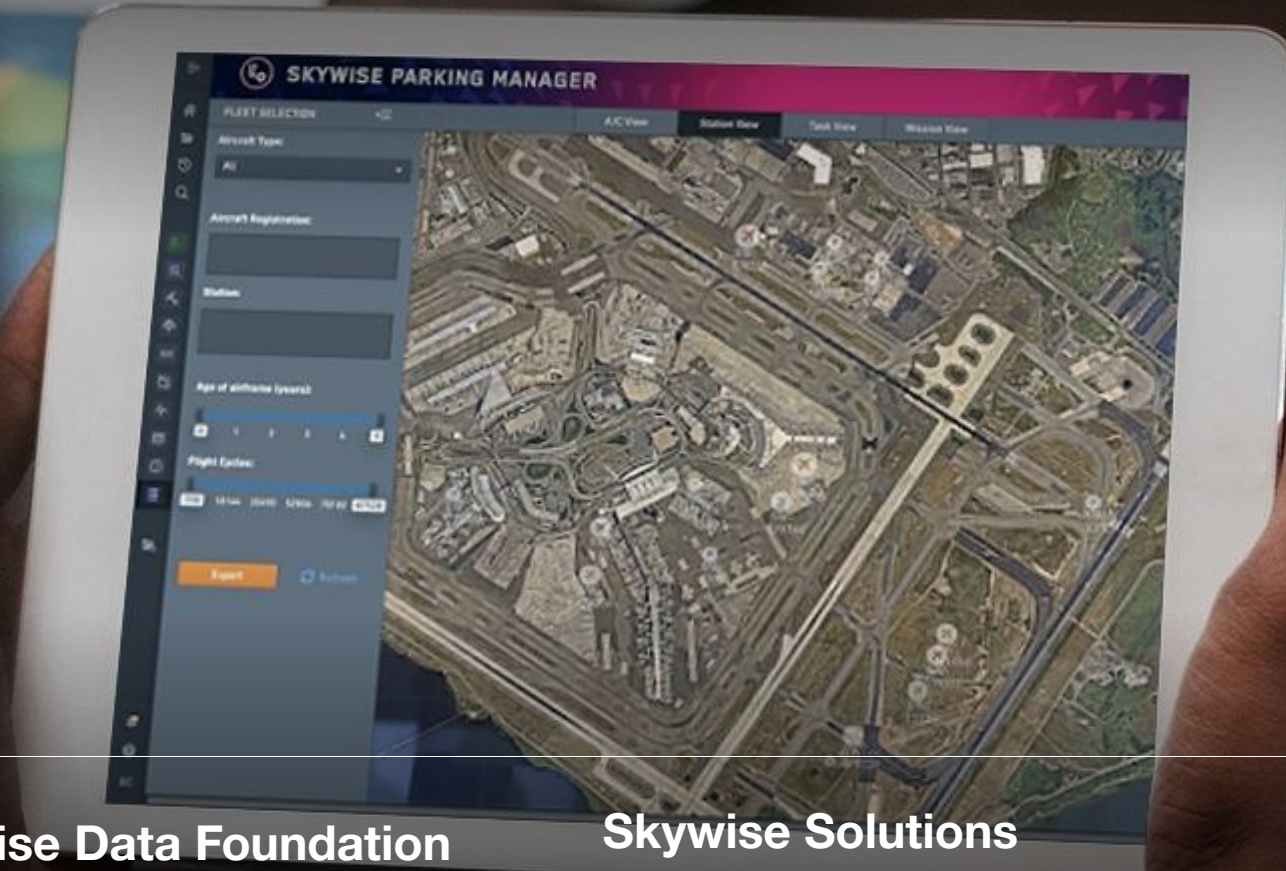 SKYWISE PARKING MANAGER
FLEET SELECTION
A/C View
Station View
Task View
Mission View
Aircraft Type:
All
Aircraft Registration:
Station:
Age of airframe (years):
1
Flight Cycles:
Export
Refresh
ise Data Foundation
Skywise Solutions